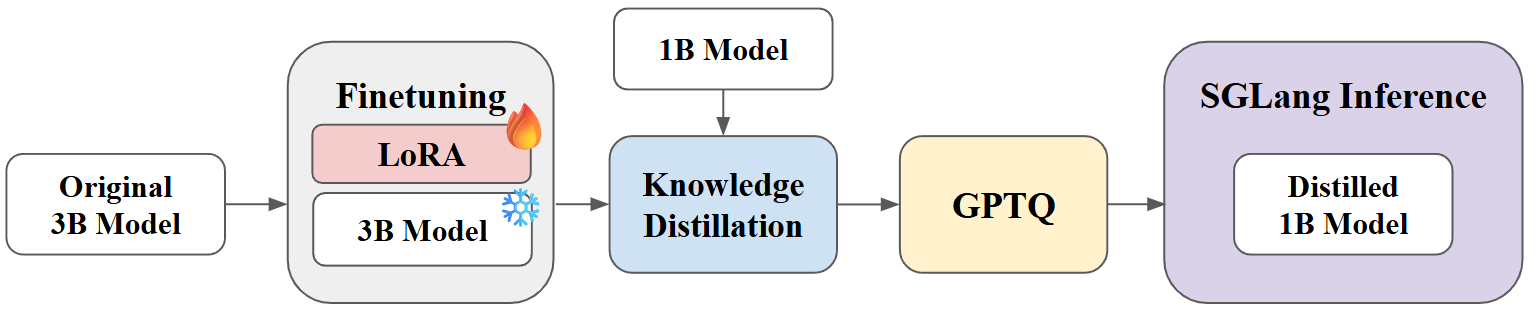 Original
3B Model
Finetuning
LoRA
3B Model
1B Model
Knowledge
Distillation
GPTQ
SGLang Inference
Distilled
1B Model